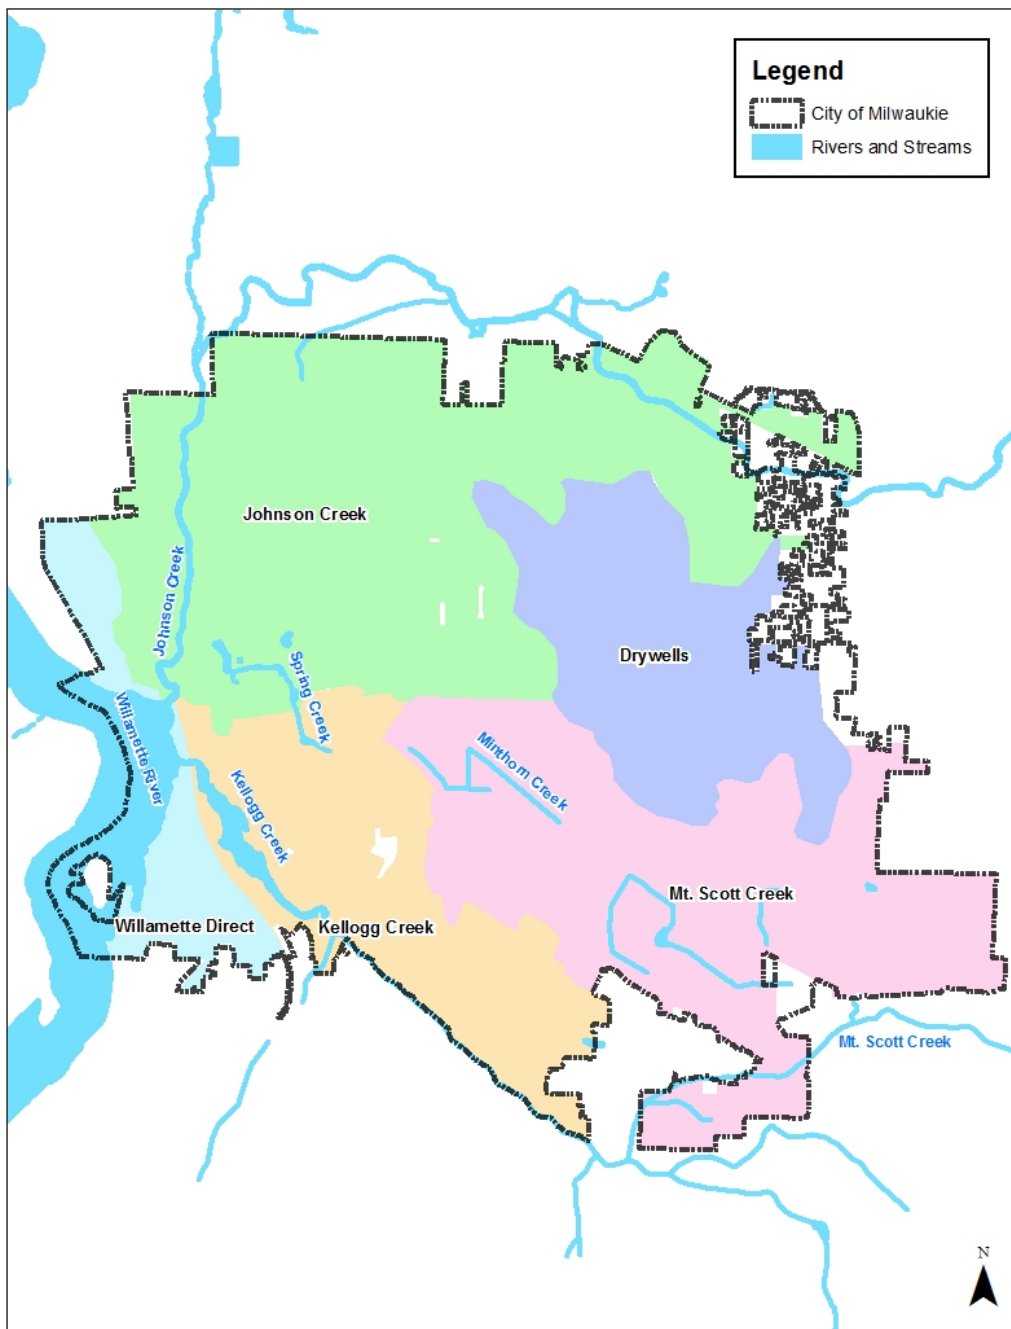 Legend
City of Milwaukie
Rivers and Streams
Johnson Creek
Johnson Creek
Drywells
Spring Creek
Willamette River
Minthorn Creek
Kellogg Creek
Mt. Scott Creek
Willamette Direct
Kellogg Creek
Mt. Scott Creek
N